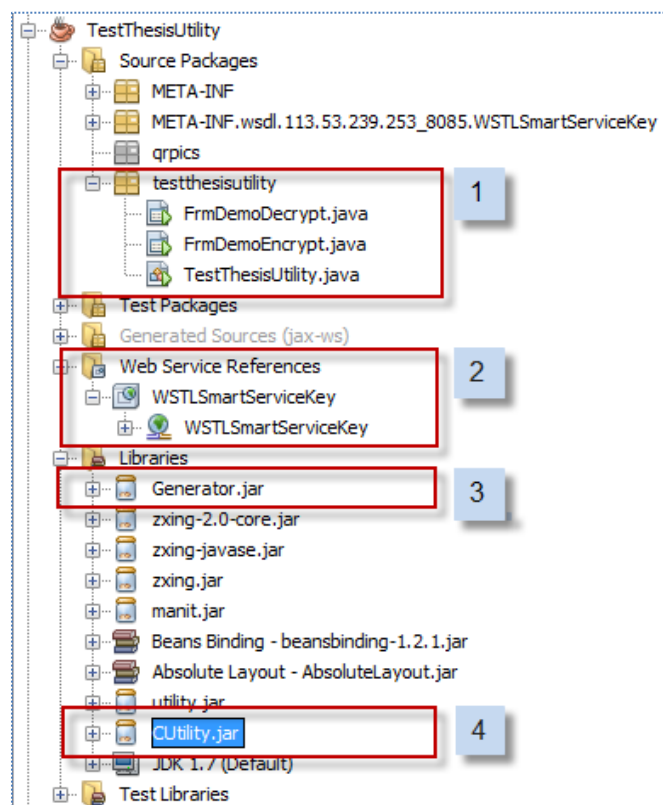 TestThesisUtility
Source Packages
META-INF
META-INF.wsdl.113.53.239.253_8085.WSTLSmartServiceKey
qrpics
testthesisutility
1
FrmDemoDecrypt.java
FrmDemoEncrypt.java
TestThesisUtility.java
Test Packages
Generated Sources (jax-ws)
Web Service References
2
WSTLSmartServiceKey
WSTLSmartServiceKey
Libraries
Generator.jar
3
zxing-2.0-core.jar
zxing-javase.jar
zxing.jar
manit.jar
Beans Binding - beansbinding-1.2.1.jar
Absolute Layout - AbsoluteLayout.jar
utility.jar
CUtility.jar
4
JDK 1.7 (Default)
Test Libraries